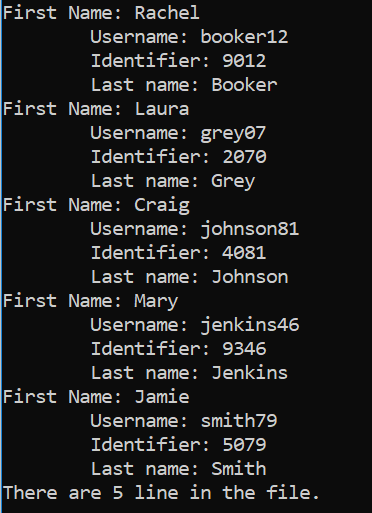 First Name: Rachel
Username: booker12
Identifier: 9012
Last name: Booker
First Name: Laura
Username: grey07
Identifier: 2070
Last name: Grey
First Name: Craig
Username: johnson81
Identifier: 4081
Last name: Johnson
First Name: Mary
Username: jenkins46
Identifier: 9346
Last name: Jenkins
First Name: Jamie
Username: smith79
Identifier: 5079
Last name: Smith
There are 5 line in the file.